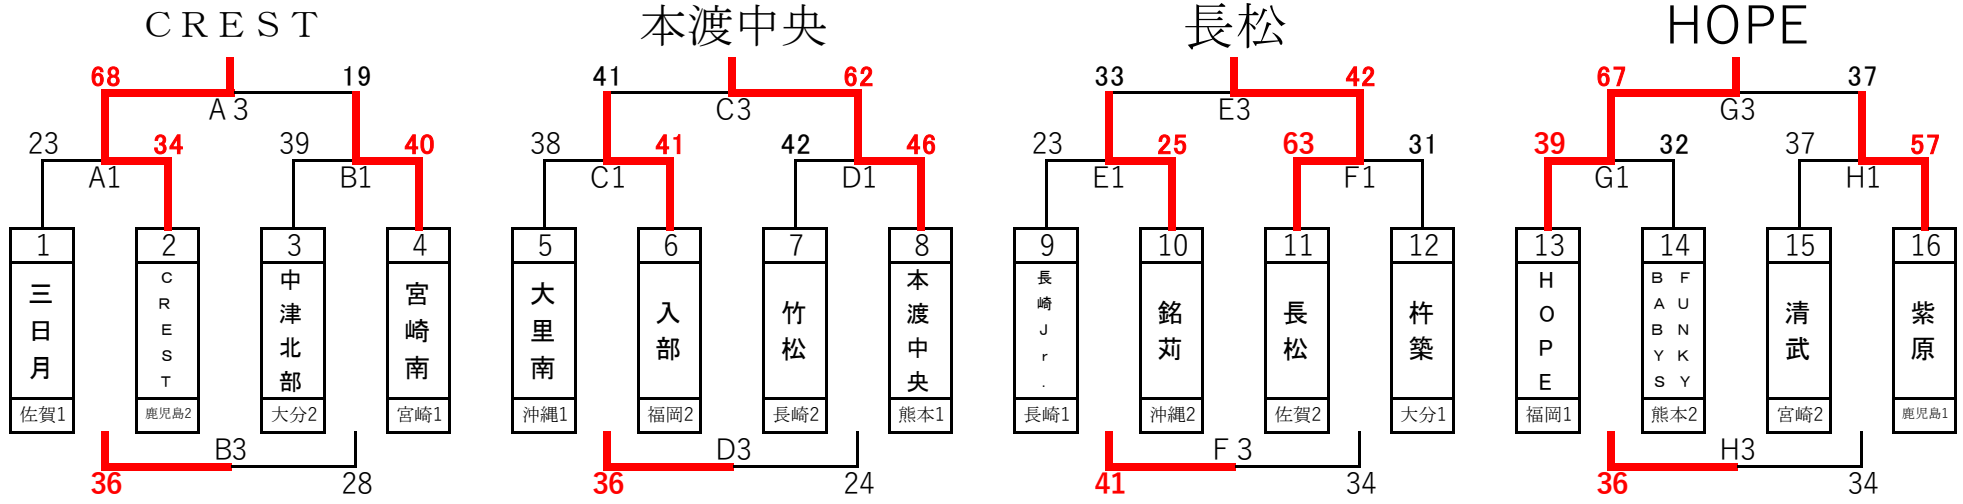 ＣＲＥＳＴ 本渡中央 長松 HOPE
68 19 41 62 33 42 67 37
A3 C3 E3 G3
23 34 39 40 38 41 42 46 23 25 63 31 39 32 37 57
A1 B1 C1 D1 E1 F1 G1 H1
1 2 3 4 5 6 7 8 9 10 11 12 13 14 15 16
三日月
CREST
中津北部
宮崎南
大里南
入部
竹松
本渡中央
長崎Jr.
銘苅
長松
杵築
HOPE
FUNKY
BABYS
清武
紫原
佐賀1 鹿児島2 大分2 宮崎1 沖縄1 福岡2 長崎2 熊本1 長崎1 沖縄2 佐賀2 大分1 福岡1 熊本2 宮崎2 鹿児島1
B3 D3 F3 H3
36 28 36 24 41 34 36 34